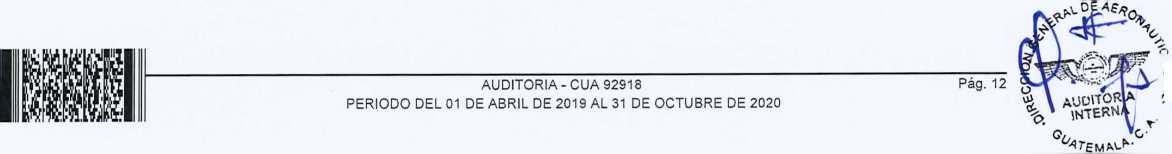 AUDITORIA - CUA 92918
PERIODO DEL 01 DE ABRIL DE 2019 AL 31 DE OCTUBRE DE 2020
Pág. 12
DIRECCION GENERAL DE AERONAUTIC
AUDITORIA
INTERNA
GUATEMALA, C. A.